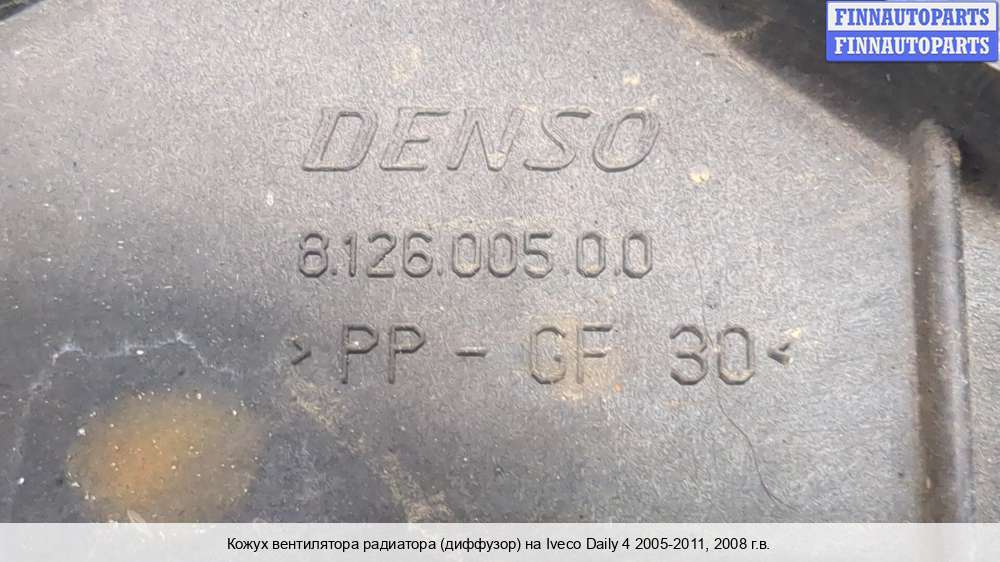 FINNAUTOPARTS
FINNAUTOPARTS
DENSO
8.126.005.0.0
>PP - GF 30<
Кожух вентилятора радиатора (диффузор) на Iveco Daily 4 2005-2011, 2008 г.в.